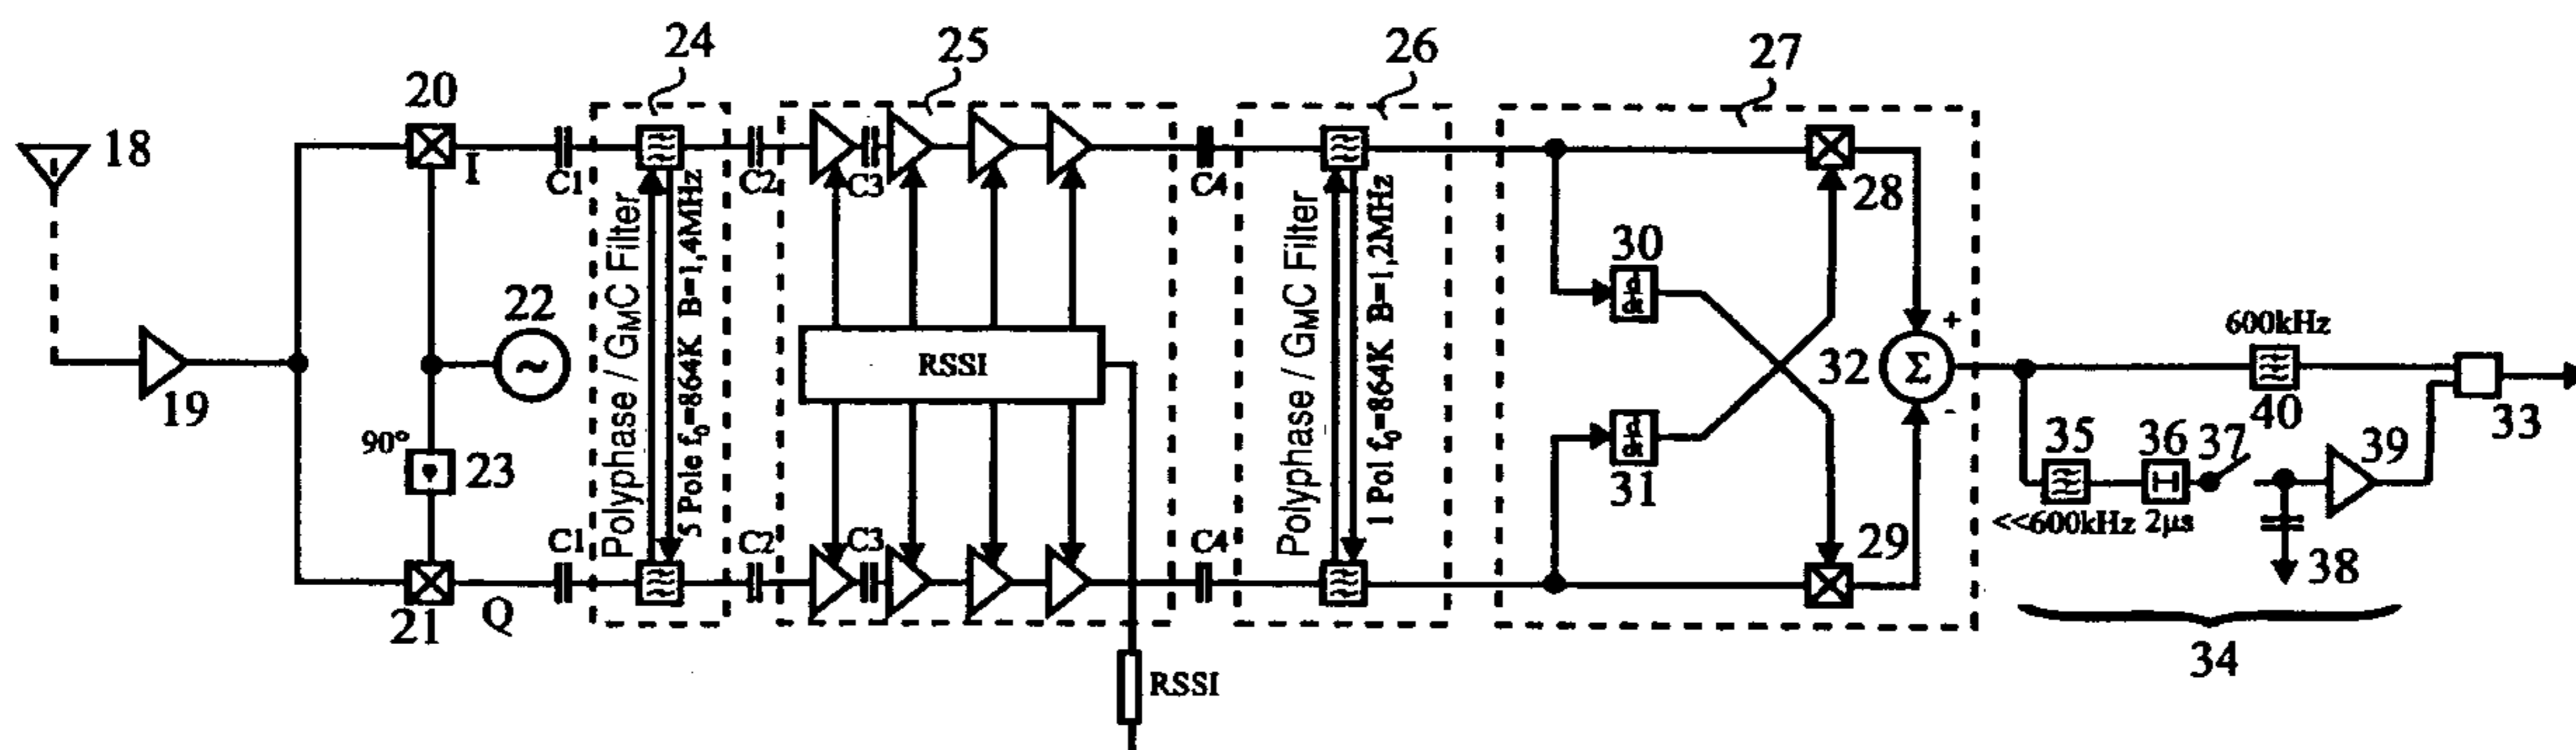 18
19
20
I
22
90°
23
21
Q
C1
C1
24
Polyphase / GMC Filter
5 Pole f0=864K B=1,4MHz
C2
C2
25
C3
C3
RSSI
RSSI
C4
C4
26
Polyphase / GMC Filter
1 Pol f0=864K B=1,2MHz
27
28
30
31
29
32
Σ
+
-
600kHz
40
33
35
36
37
39
<<600kHz
2μs
38
34